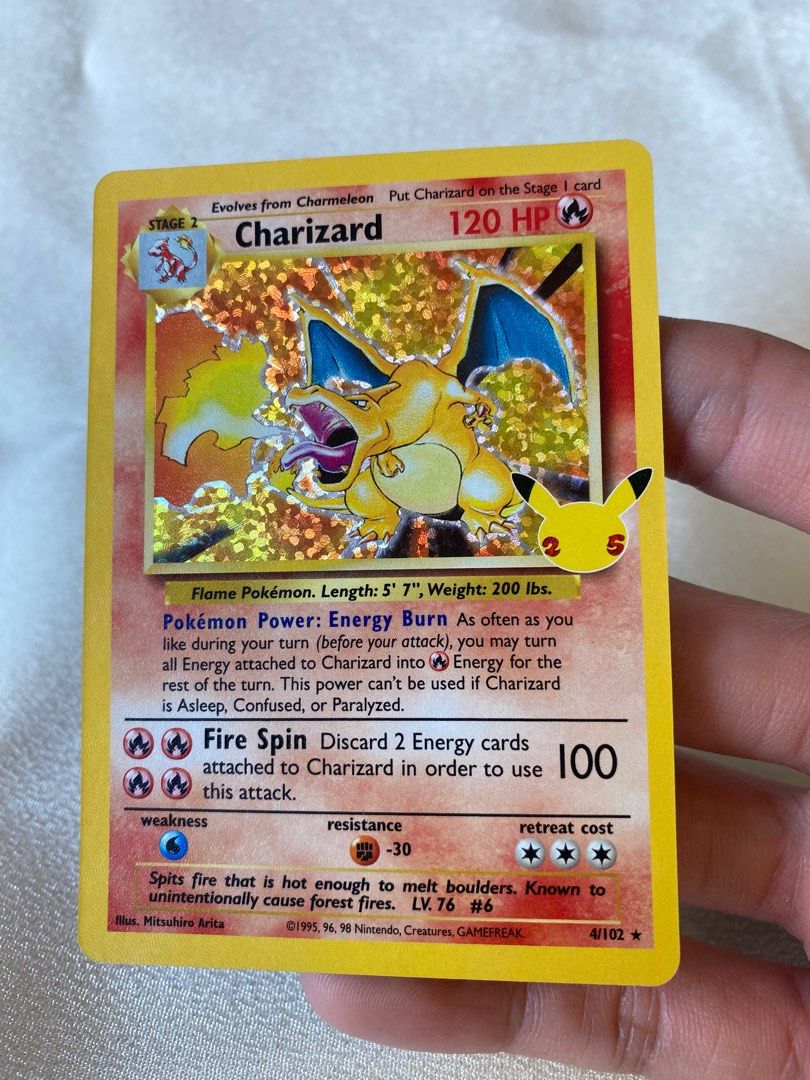 Evolves from Charmeleon Put Charizard on the Stage 1 card
STAGE 2
Charizard 120 HP
25
Flame Pokémon. Length: 5' 7", Weight: 200 lbs.
Pokémon Power: Energy Burn As often as you
like during your turn (before your attack), you may turn
all Energy attached to Charizard into Energy for the
rest of the turn. This power can't be used if Charizard
is Asleep, Confused, or Paralyzed.
Fire Spin Discard 2 Energy cards
attached to Charizard in order to use 100
this attack.
weakness resistance retreat cost
-30
Spits fire that is hot enough to melt boulders. Known to
unintentionally cause forest fires. LV. 76 #6
Illus. Mitsuhiro Arita ©1995, 96, 98 Nintendo, Creatures, GAMEFREAK. 4/102 ★